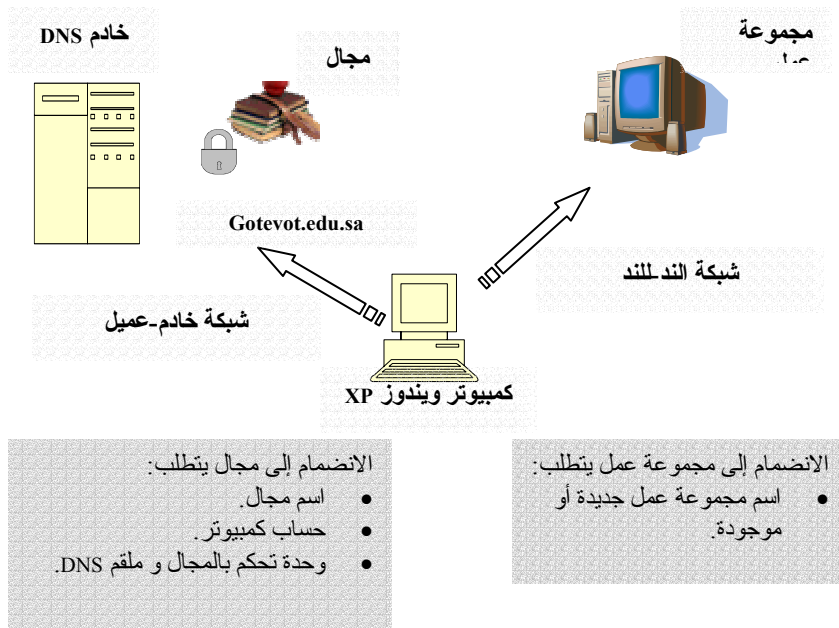 مجموعة
مجال
خادم DNS
Gotevot.edu.sa
شبكة الند-للند
شبكة خادم-عميل
كمبيوتر ويندوز XP
الانضمام إلى مجموعة عمل يتطلب:
• اسم مجموعة عمل جديدة أو
موجودة.
الانضمام إلى مجال يتطلب:
• اسم مجال.
• حساب كمبيوتر.
• وحدة تحكم بالمجال و ملقم DNS.